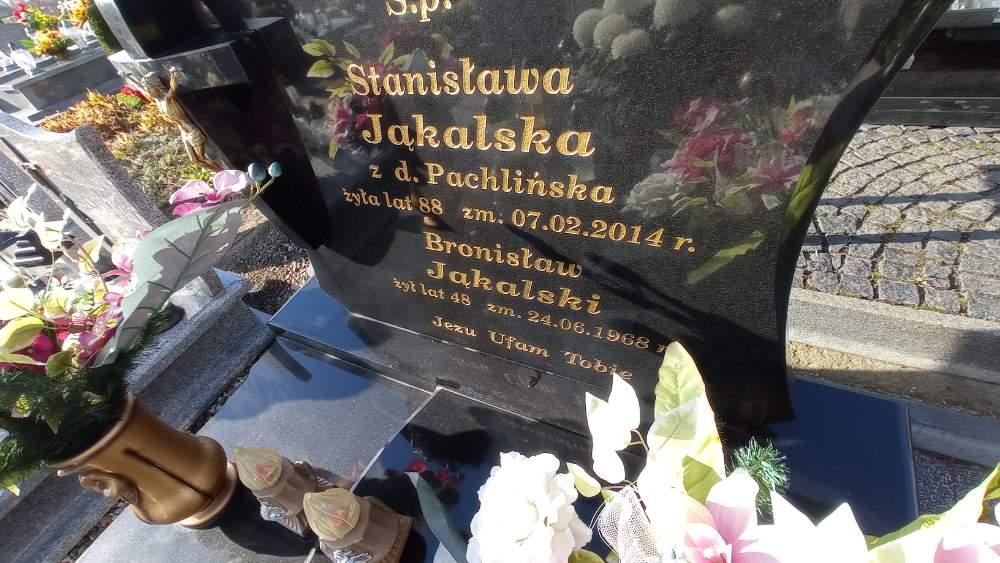 Ś.p.
Stanisława
Jąkalska
z d. Pachlińska
żyła lat 88 zm. 07.02.2014 r.
Bronisław
Jąkalski
żył lat 48 zm. 24.06.1968 r.
Jezu Ufam Tobie